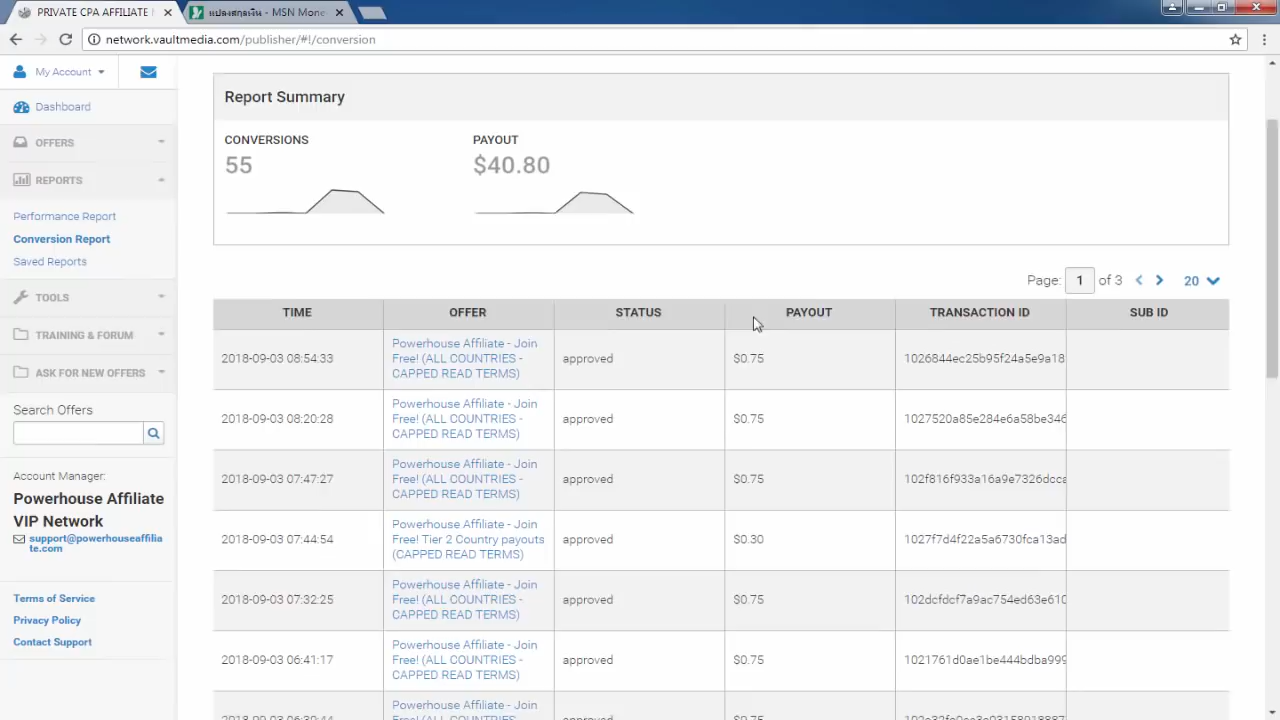 PRIVATE CPA AFFILIATE
แปลงสกุลเงิน - MSN Mone
network.vaultmedia.com/publisher/#!/conversion
My Account
Dashboard
OFFERS
REPORTS
Performance Report
Conversion Report
Saved Reports
TOOLS
TRAINING & FORUM
ASK FOR NEW OFFERS
Search Offers
Account Manager:
Powerhouse Affiliate
VIP Network
support@powerhouseaffilia
te.com
Terms of Service
Privacy Policy
Contact Support
Report Summary
CONVERSIONS PAYOUT
55 $40.80
Page: 1 of 3 20
TIME OFFER STATUS PAYOUT TRANSACTION ID SUB ID
Powerhouse Affiliate - Join
2018-09-03 08:54:33 Free! (ALL COUNTRIES - approved $0.75 1026844ec25b95f24a5e9a18
CAPPED READ TERMS)
Powerhouse Affiliate - Join
2018-09-03 08:20:28 Free! (ALL COUNTRIES - approved $0.75 1027520a85e284e6a58be346
CAPPED READ TERMS)
Powerhouse Affiliate - Join
2018-09-03 07:47:27 Free! (ALL COUNTRIES - approved $0.75 102f816f933a16a9e7326dcca
CAPPED READ TERMS)
Powerhouse Affiliate - Join
2018-09-03 07:44:54 Free! Tier 2 Country payouts approved $0.30 1027f7d4f22a5a6730fca13ad
(CAPPED READ TERMS)
Powerhouse Affiliate - Join
2018-09-03 07:32:25 Free! (ALL COUNTRIES - approved $0.75 102dcfdcf7a9ac754ed63e610
CAPPED READ TERMS)
Powerhouse Affiliate - Join
2018-09-03 06:41:17 Free! (ALL COUNTRIES - approved $0.75 1021761d0ae1be444bdba999
CAPPED READ TERMS)
Powerhouse Affiliate - Join